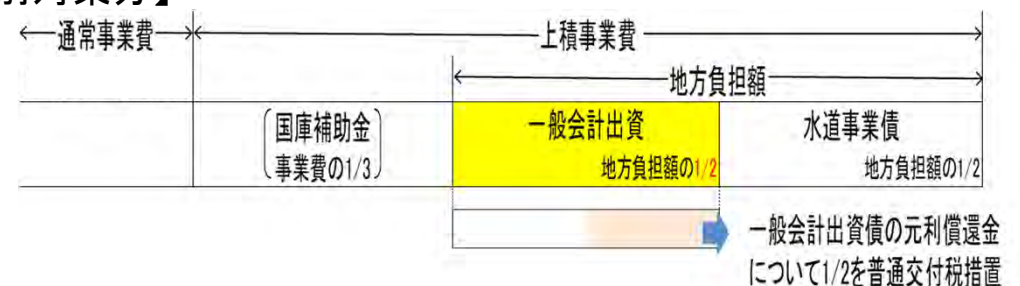 通常事業費
上積事業費
地方負担額
国庫補助金
事業費の1/3
一般会計出資
地方負担額の1/2
水道事業債
地方負担額の1/2
一般会計出資債の元利償還金
について1/2を普通交付税措置